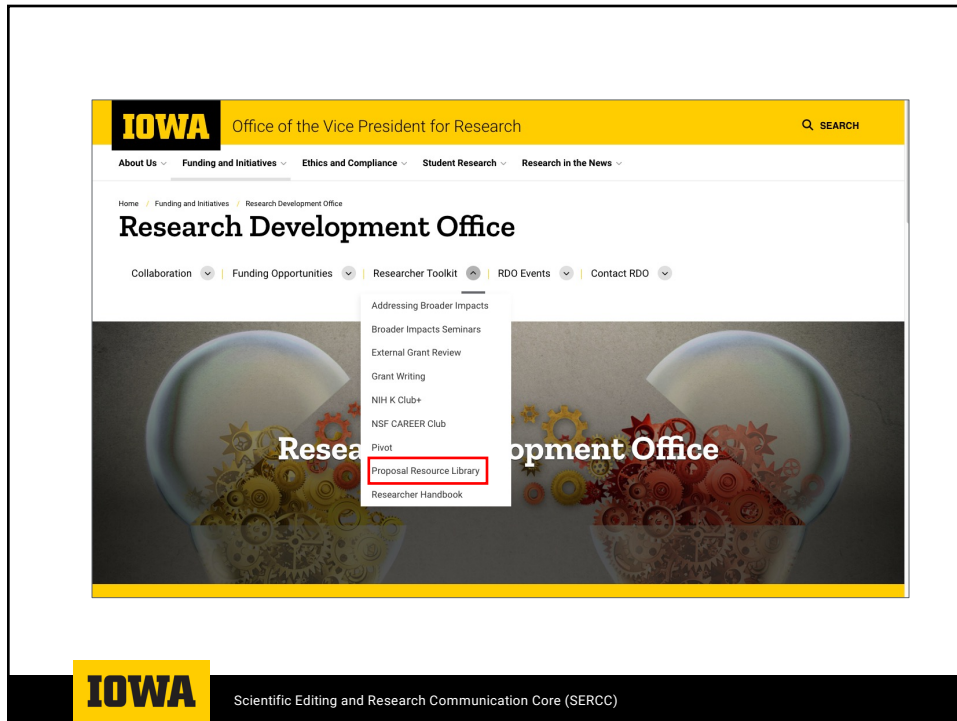 IOWA Office of the Vice President for Research SEARCH
About Us Funding and Initiatives Ethics and Compliance Student Research Research in the News
Home / Funding and Initiatives / Research Development Office
Research Development Office
Collaboration | Funding Opportunities | Researcher Toolkit | RDO Events | Contact RDO
Addressing Broader Impacts
Broader Impacts Seminars
External Grant Review
Grant Writing
NIH K Club+
NSF CAREER Club
Pivot
Resea opment Office
Proposal Resource Library
Researcher Handbook
IOWA Scientific Editing and Research Communication Core (SERCC)